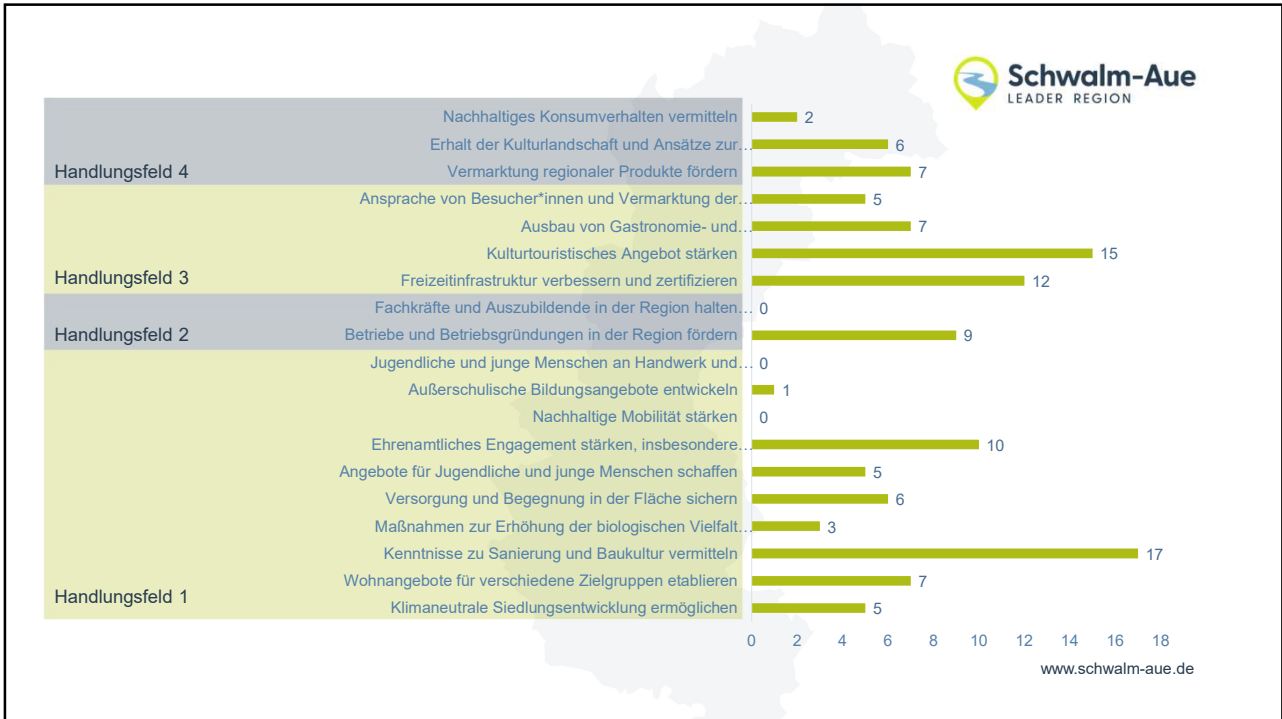 Schwalm-Aue
LEADER REGION
Nachhaltiges Konsumverhalten vermitteln 2
Erhalt der Kulturlandschaft und Ansätze zur… 6
Handlungsfeld 4 Vermarktung regionaler Produkte fördern 7
Ansprache von Besucher*innen und Vermarktung der… 5
Ausbau von Gastronomie- und… 7
Kulturtouristisches Angebot stärken 15
Handlungsfeld 3 Freizeitinfrastruktur verbessern und zertifizieren 12
Fachkräfte und Auszubildende in der Region halten… 0
Handlungsfeld 2 Betriebe und Betriebsgründungen in der Region fördern 9
Jugendliche und junge Menschen an Handwerk und… 0
Außerschulische Bildungsangebote entwickeln 1
Nachhaltige Mobilität stärken 0
Ehrenamtliches Engagement stärken, insbesondere… 10
Angebote für Jugendliche und junge Menschen schaffen 5
Versorgung und Begegnung in der Fläche sichern 6
Maßnahmen zur Erhöhung der biologischen Vielfalt… 3
Kenntnisse zu Sanierung und Baukultur vermitteln 17
Wohnangebote für verschiedene Zielgruppen etablieren 7
Handlungsfeld 1
Klimaneutrale Siedlungsentwicklung ermöglichen 5
0 2 4 6 8 10 12 14 16 18
www.schwalm-aue.de